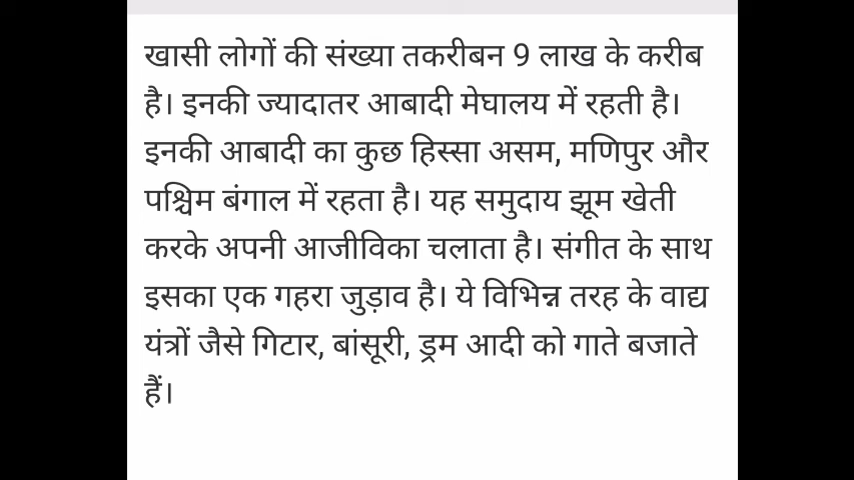 खासी लोगों की संख्या तकरीबन 9 लाख के करीब
है। इनकी ज्यादातर आबादी मेघालय में रहती है।
इनकी आबादी का कुछ हिस्सा असम, मणिपुर और
पश्चिम बंगाल में रहता है। यह समुदाय झूम खेती
करके अपनी आजीविका चलाता है। संगीत के साथ
इसका एक गहरा जुड़ाव है। ये विभिन्न तरह के वाद्य
यंत्रों जैसे गिटार, बांसूरी, ड्रम आदी को गाते बजाते
हैं।